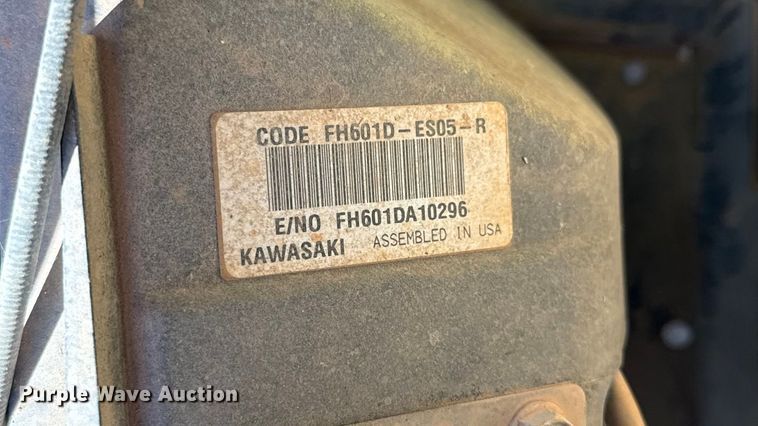 CODE FH601D-ES05-R
E/NO FH601DA10296
KAWASAKI ASSEMBLED IN USA
Purple Wave Auction